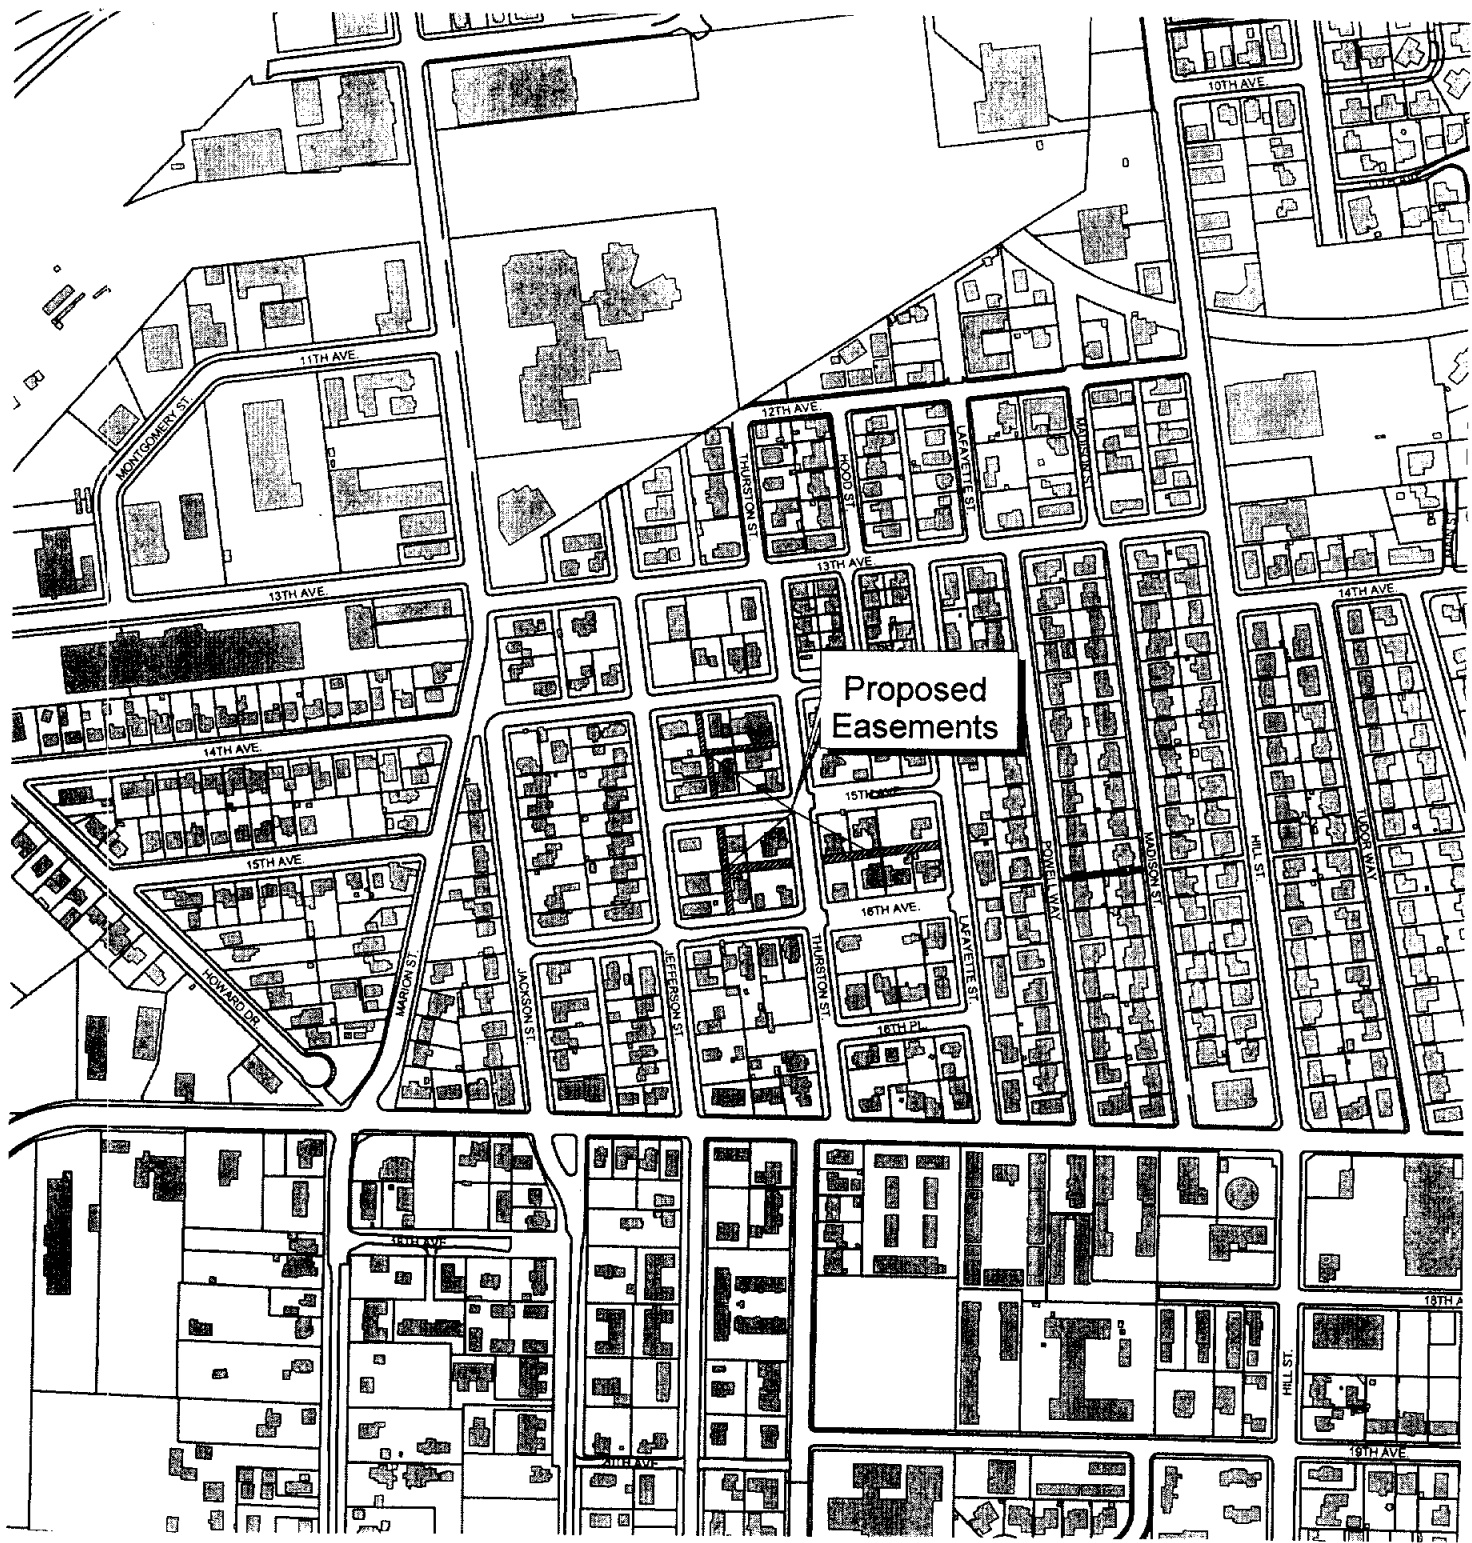 10TH AVE.
11TH AVE.
MONTGOMERY ST.
12TH AVE.
THURSTON ST
HOOD ST
LAFAYETTE ST.
MADISON ST
13TH AVE.
13TH AVE.
14TH AVE.
Proposed
Easements
14TH AVE.
15TH AVE.
15TH AVE.
POWELL WAY
MADISON ST
HILL ST
TUDOR WAY
16TH AVE.
HOWARD DR.
MARION ST.
JACKSON ST.
JEFFERSON ST.
THURSTON ST
LAFAYETTE ST.
16TH PL.
18TH AVE
18TH A
HILL ST.
19TH AVE.